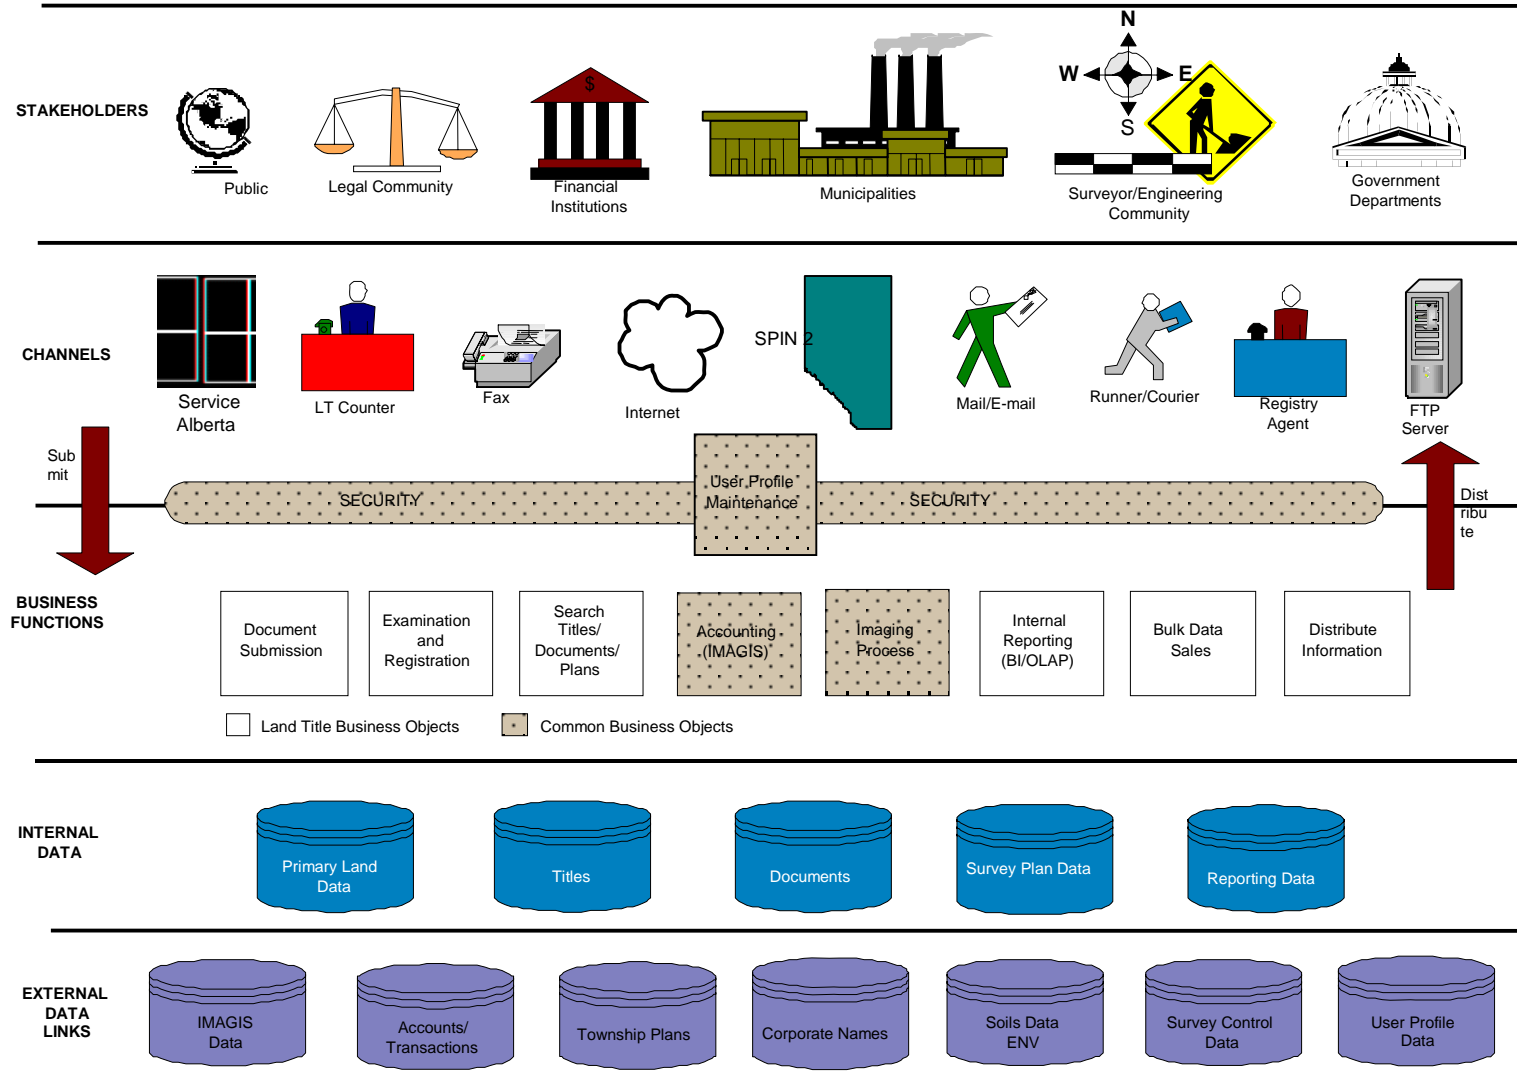 N
W
E
S
$
STAKEHOLDERS
Public
Legal Community
Financial
Institutions
Municipalities
Surveyor/Engineering
Community
Government
Departments
CHANNELS
Service
Alberta
LT Counter
Fax
Internet
SPIN 2
Mail/E-mail
Runner/Courier
Registry
Agent
FTP
Server
Sub
mit
SECURITY
User Profile
Maintenance
SECURITY
Dist
ribu
te
BUSINESS
FUNCTIONS
Document
Submission
Examination
and
Registration
Search
Titles/
Documents/
Plans
Accounting
(IMAGIS)
Imaging
Process
Internal
Reporting
(BI/OLAP)
Bulk Data
Sales
Distribute
Information
Land Title Business Objects
Common Business Objects
INTERNAL
DATA
Primary Land
Data
Titles
Documents
Survey Plan Data
Reporting Data
EXTERNAL
DATA
LINKS
IMAGIS
Data
Accounts/
Transactions
Township Plans
Corporate Names
Soils Data
ENV
Survey Control
Data
User Profile
Data